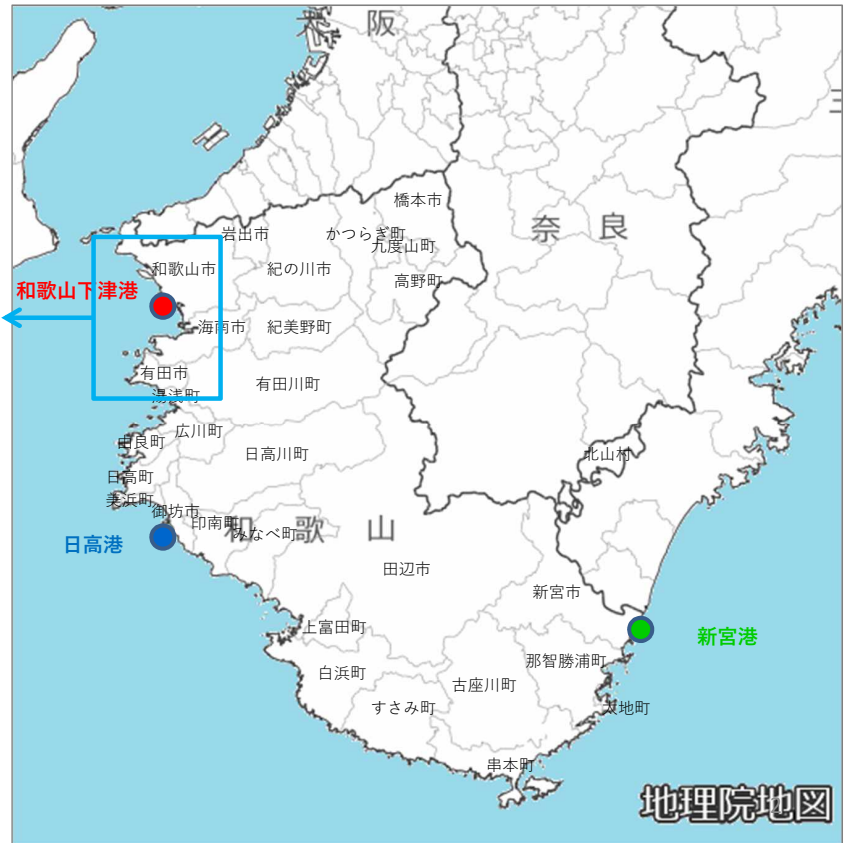 大阪
三
橋本市
奈良
岩出市
かつらぎ町
九度山町
和歌山市
紀の川市
高野町
和歌山下津港
海南市
紀美野町
有田市
有田川町
湯浅町
広川町
由良町
日高川町
北山村
日高町
美浜町
御坊市
印南町
みなべ町
和歌山
日高港
田辺市
新宮市
上富田町
新宮港
那智勝浦町
白浜町
古座川町
すさみ町
太地町
串本町
地理院地図